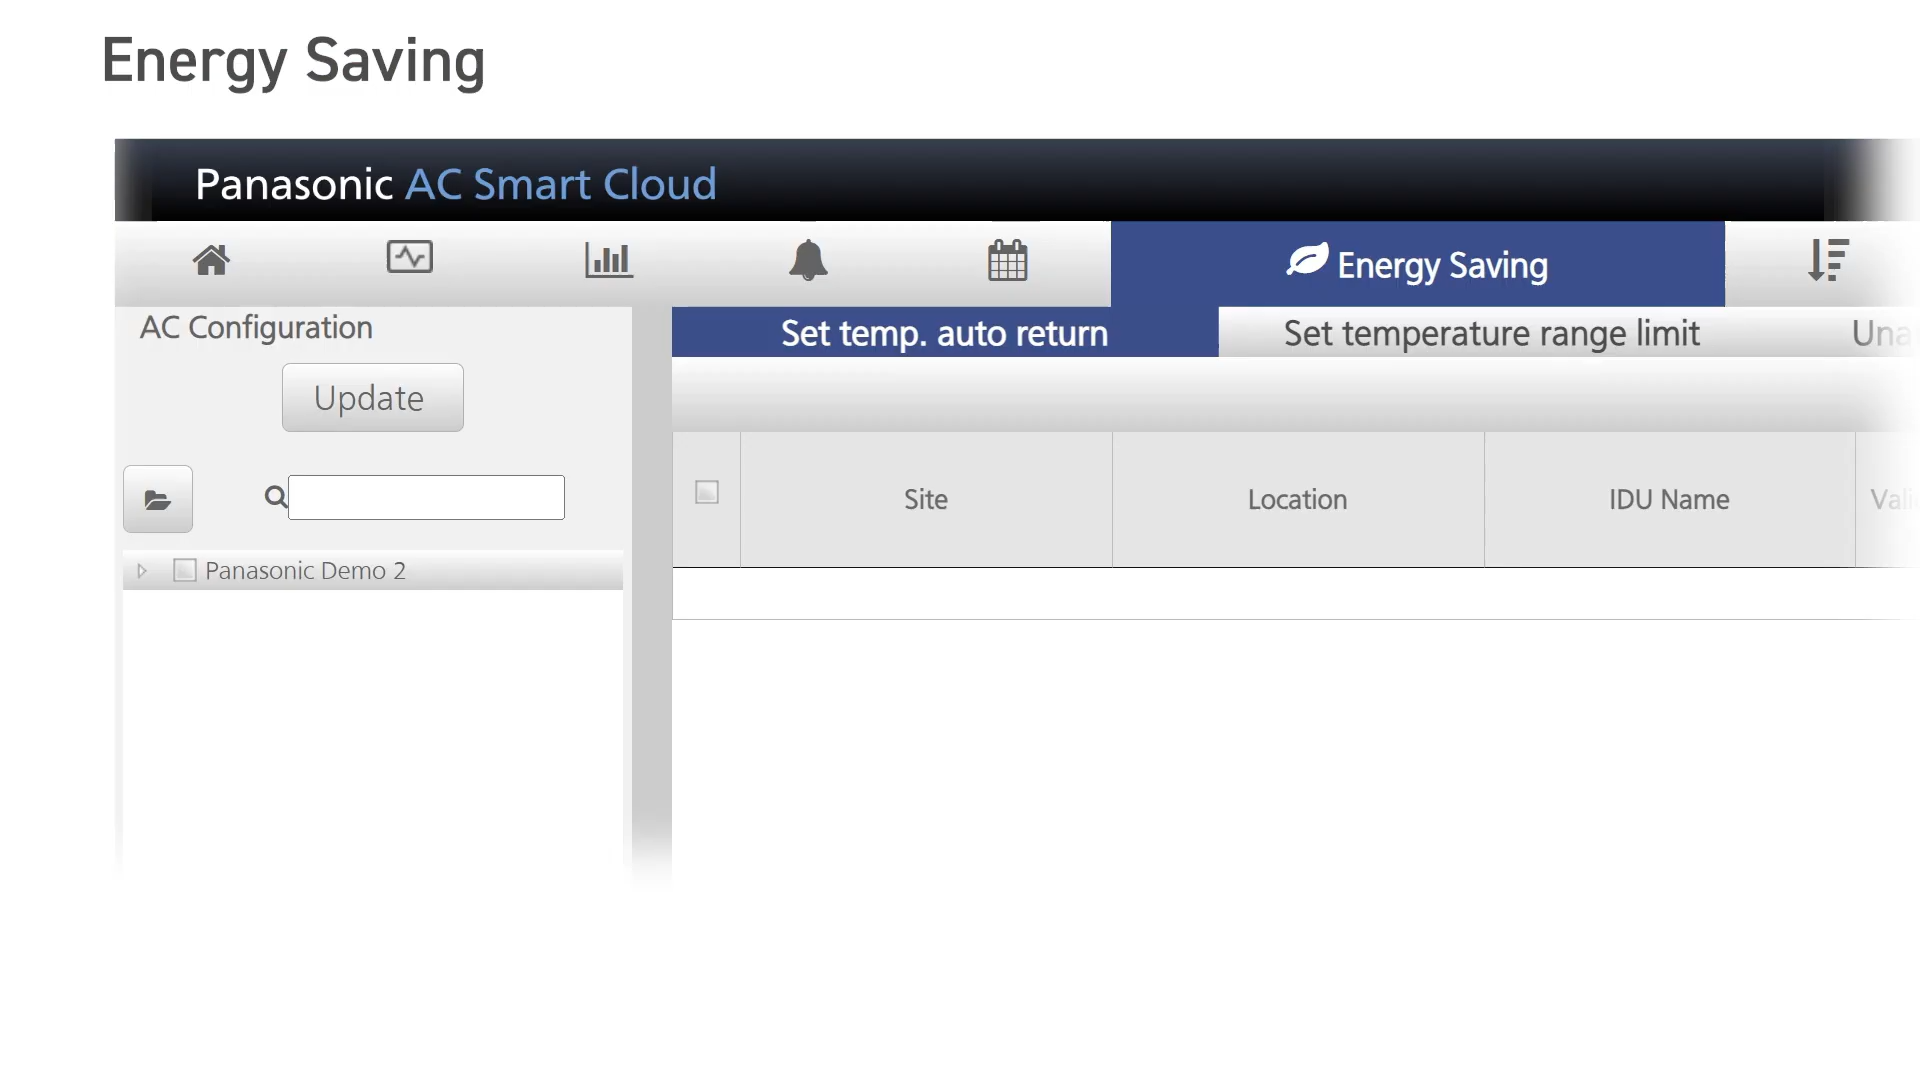 Energy Saving
Panasonic AC Smart Cloud
Energy Saving
AC Configuration
Set temp. auto return
Set temperature range limit
Update
Site
Location
IDU Name
Panasonic Demo 2